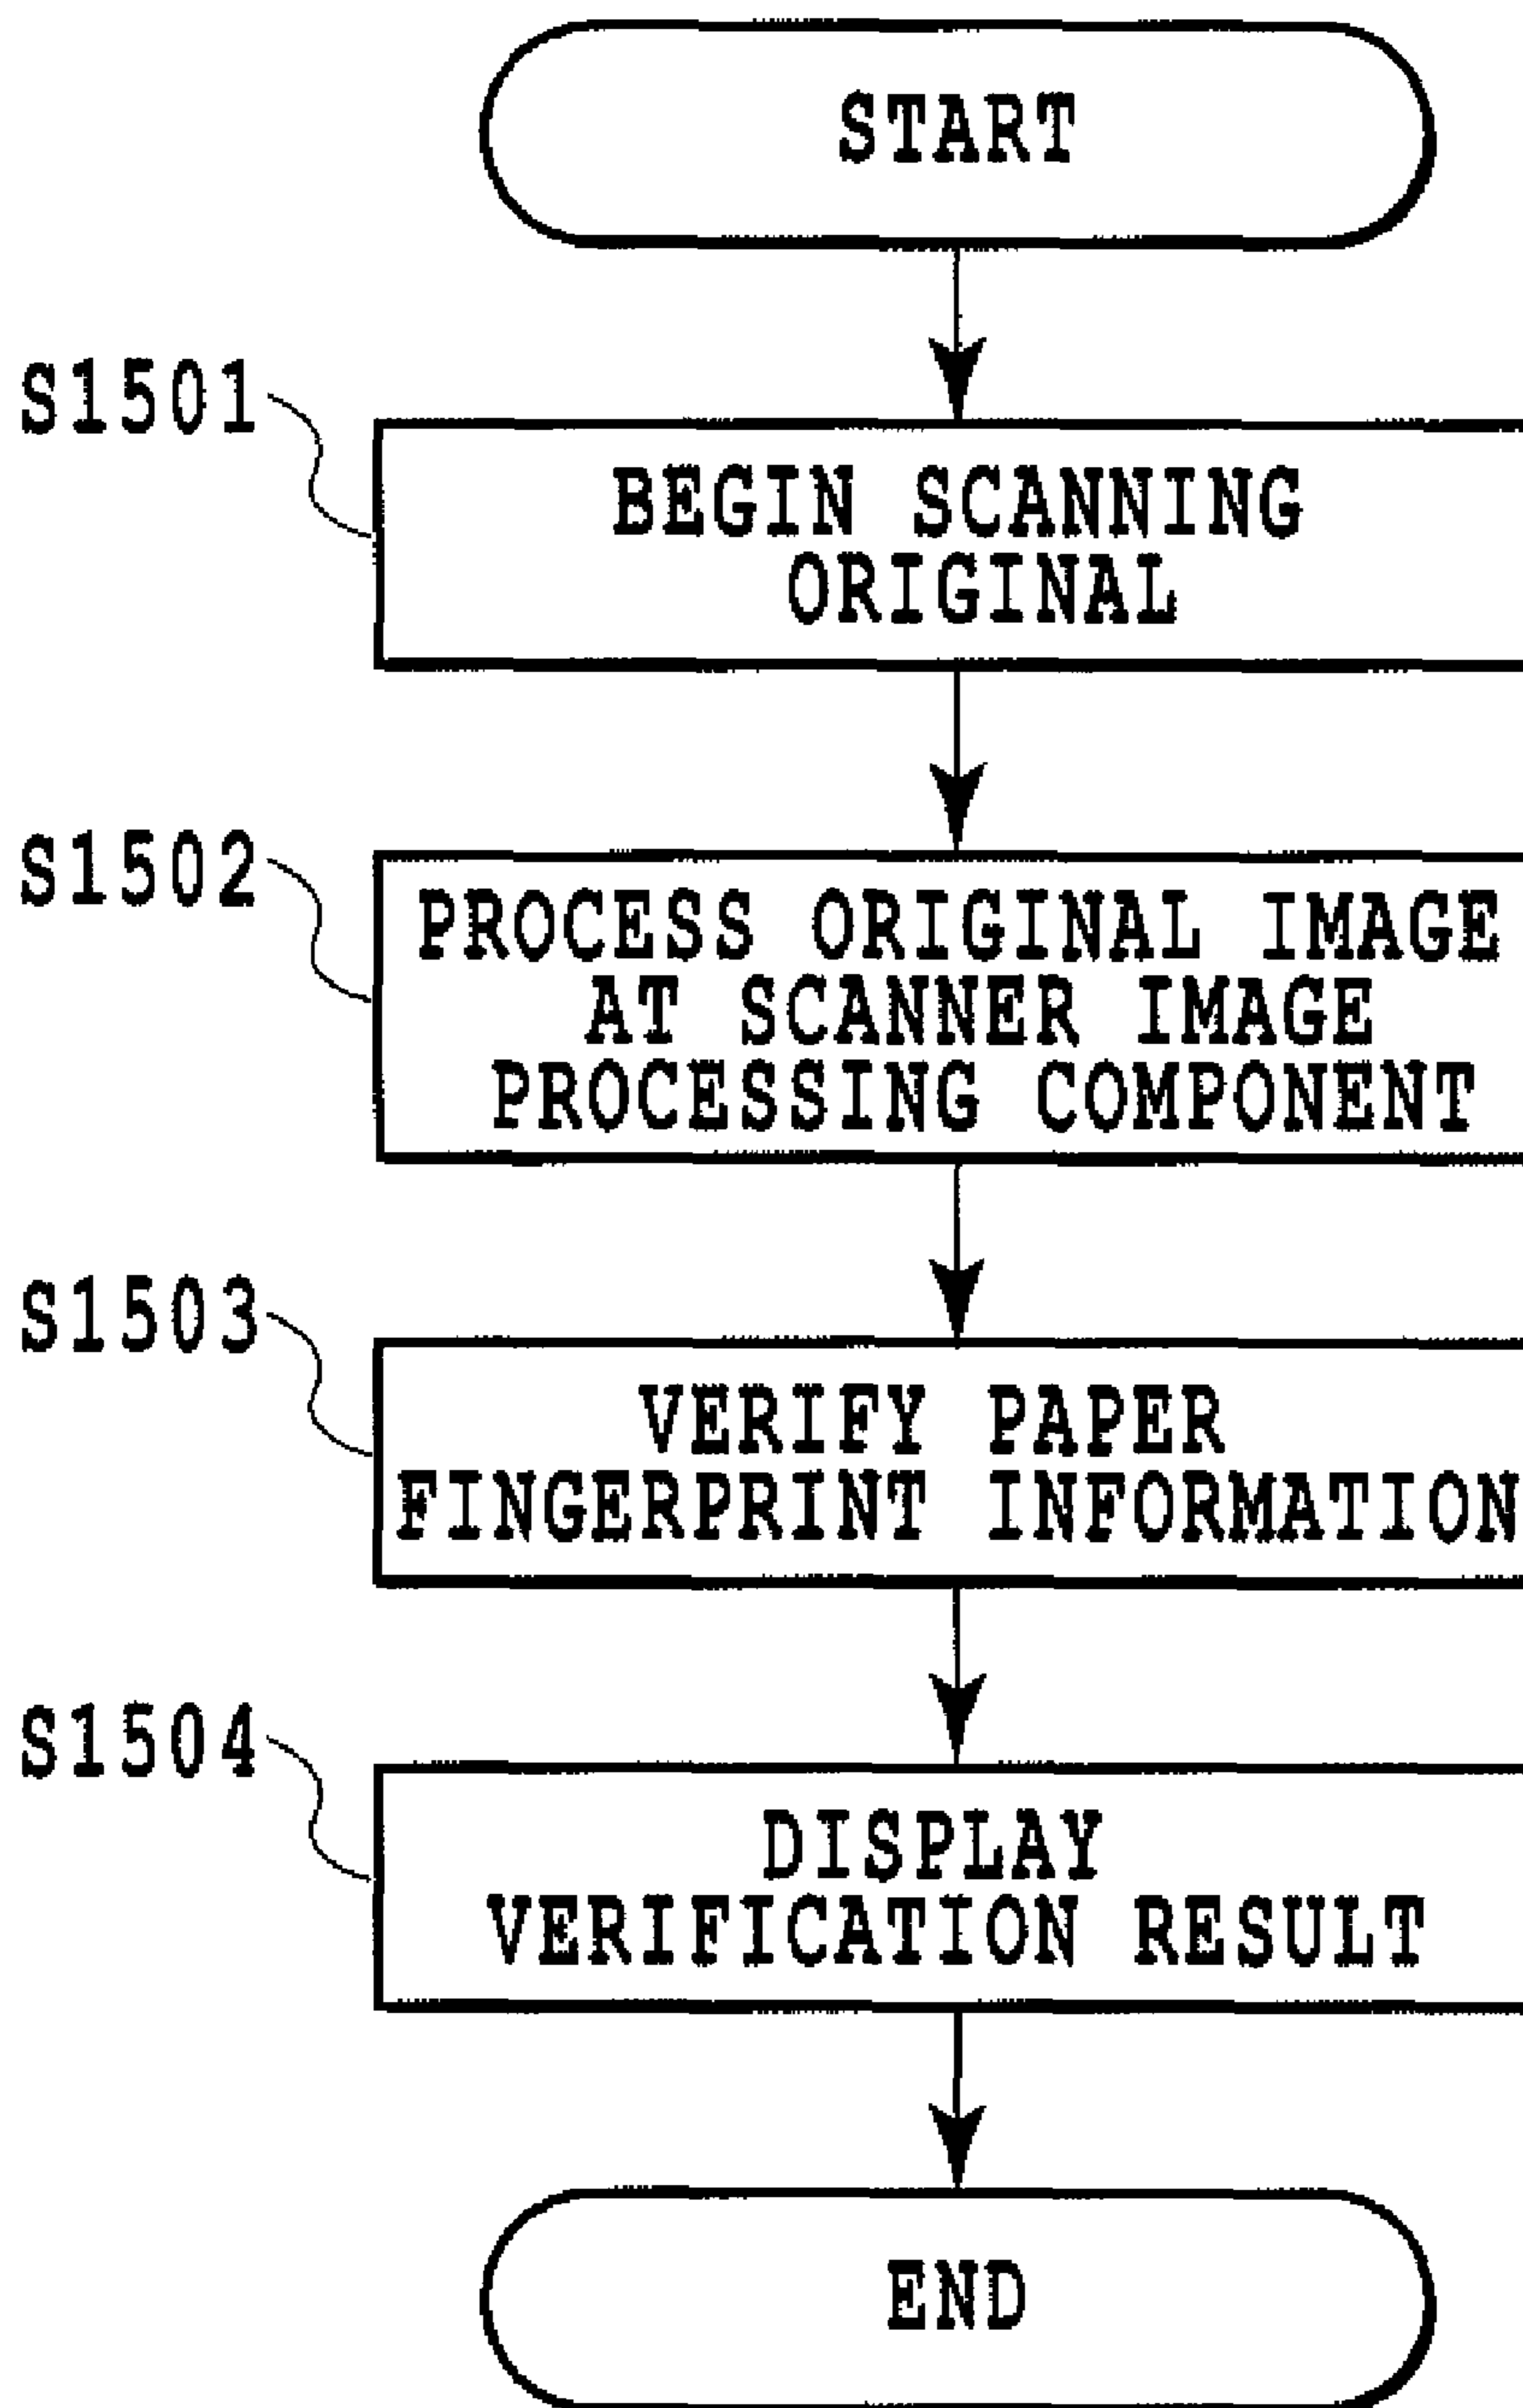 START
S1501
BEGIN SCANNING
ORIGINAL
S1502
PROCESS ORIGINAL IMAGE
AT SCANNER IMAGE
PROCESSING COMPONENT
S1503
VERIFY PAPER
FINGERPRINT INFORMATION
S1504
DISPLAY
VERIFICATION RESULT
END